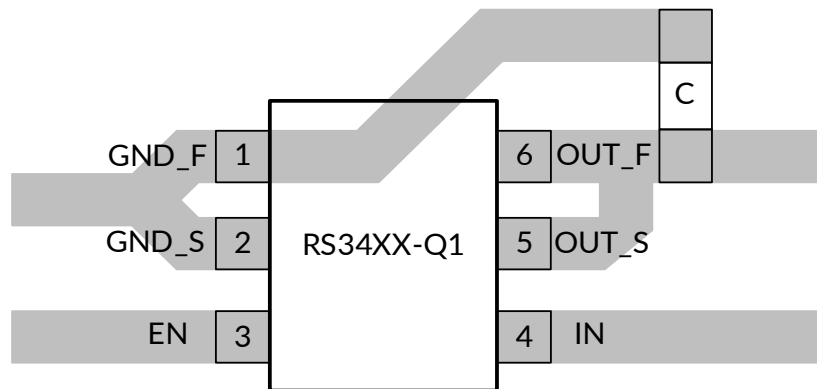 C
GND_F 1 6 OUT_F
GND_S 2 RS34XX-Q1 5 OUT_S
EN 3 4 IN